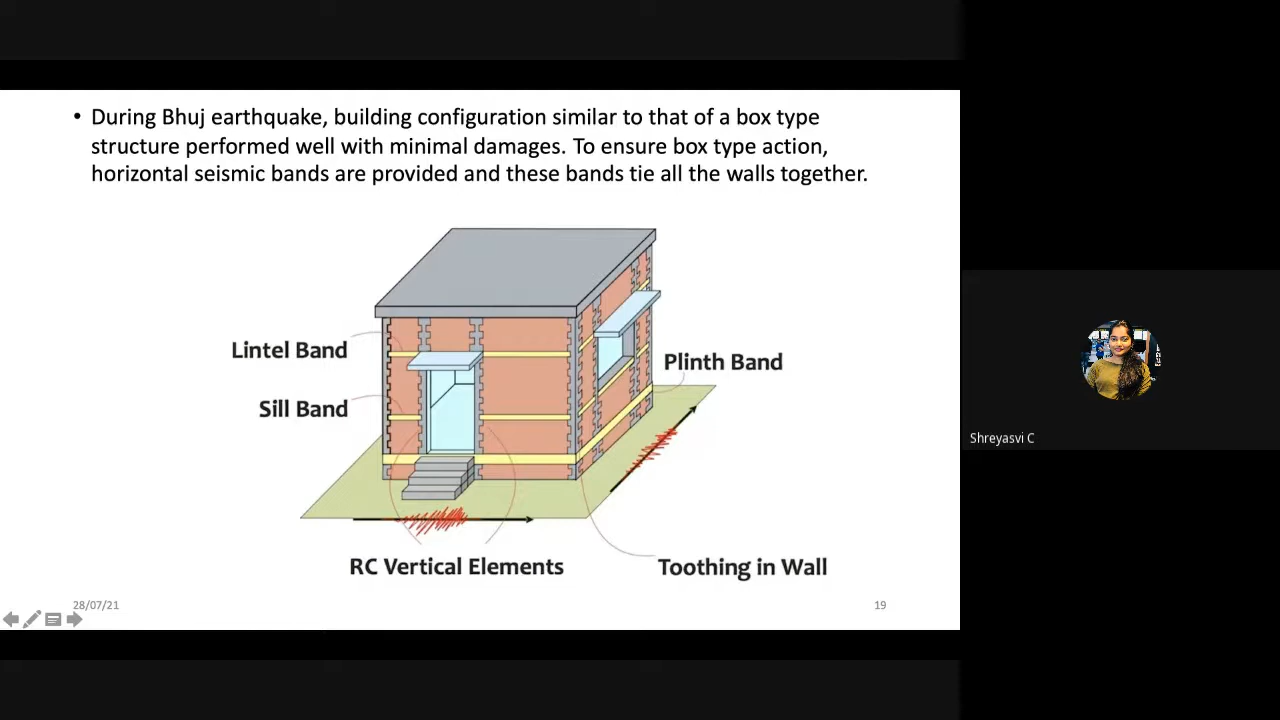 • During Bhuj earthquake, building configuration similar to that of a box type
structure performed well with minimal damages. To ensure box type action,
horizontal seismic bands are provided and these bands tie all the walls together.
Lintel Band
Plinth Band
Sill Band
Shreyasvi C
RC Vertical Elements
Toothing in Wall
28/07/21
19